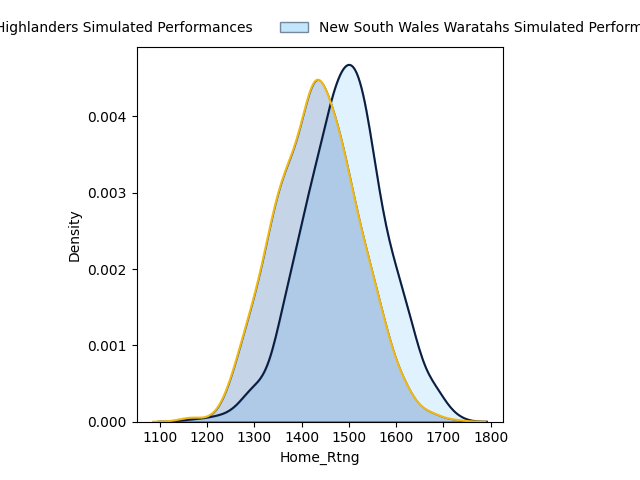 Highlanders Simulated Performances New South Wales Waratahs Simulated Perform
0.004
0.003
0.002
0.001
0.000
Density
1100 1200 1300 1400 1500 1600 1700 1800
Home_Rtng